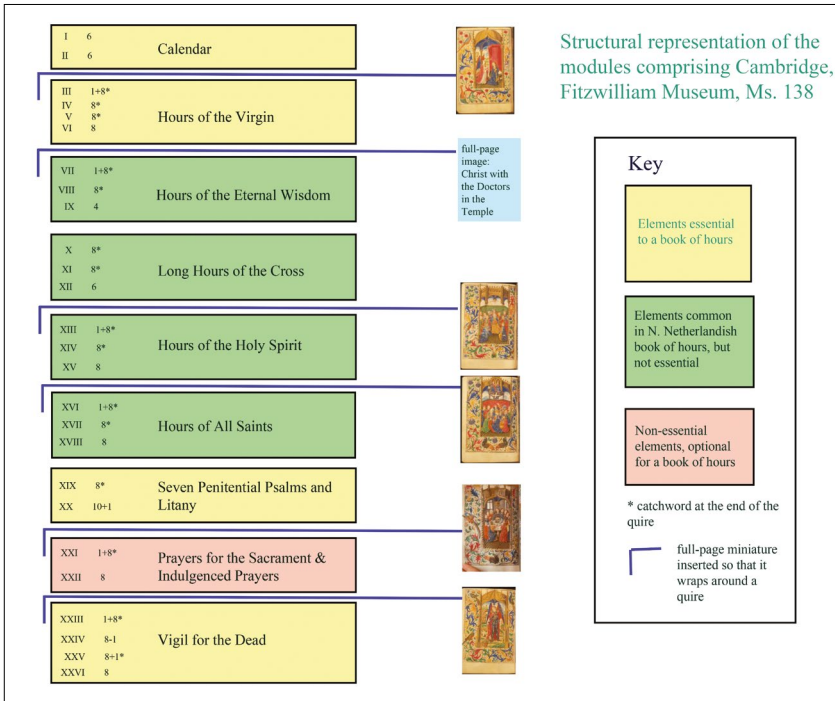 Structural representation of the
modules comprising Cambridge,
Fitzwilliam Museum, Ms. 138
I 6
II 6
Calendar
III 1+8*
IV 8*
V 8*
VI 8
Hours of the Virgin
full-page
image:
Christ with
the Doctors
in the
Temple
VII 1+8*
VIII 8*
IX 4
Hours of the Eternal Wisdom
X 8*
XI 8*
XII 6
Long Hours of the Cross
XIII 1+8*
XIV 8*
XV 8
Hours of the Holy Spirit
XVI 1+8*
XVII 8*
XVIII 8
Hours of All Saints
XIX 8*
XX 10+1
Seven Penitential Psalms and
Litany
XXI 1+8*
XXII 8
Prayers for the Sacrament &
Indulgenced Prayers
XXIII 1+8*
XXIV 8-1
XXV 8+1*
XXVI 8
Vigil for the Dead
Key
Elements essential
to a book of hours
Elements common
in N. Netherlandish
book of hours, but
not essential
Non-essential
elements, optional
for a book of hours
* catchword at the end of the
quire
full-page miniature
inserted so that it
wraps around a
quire